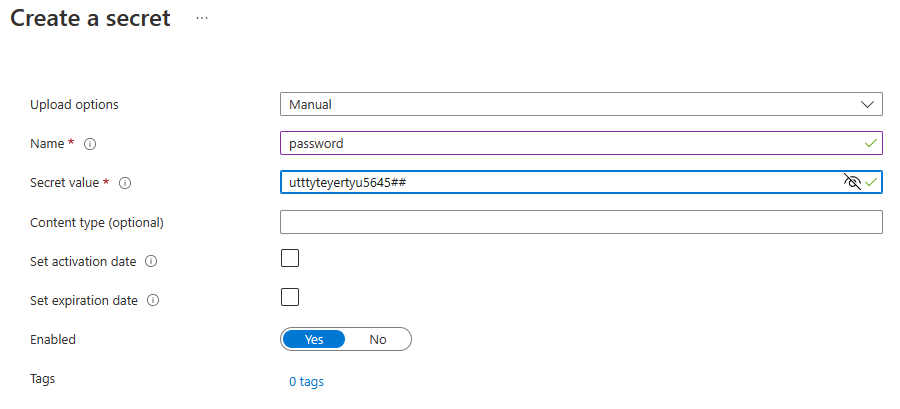 Create a secret ...
Upload options Manual
Name * password
Secret value * utttyteyertyu5645##
Content type (optional)
Set activation date
Set expiration date
Enabled Yes No
Tags 0 tags